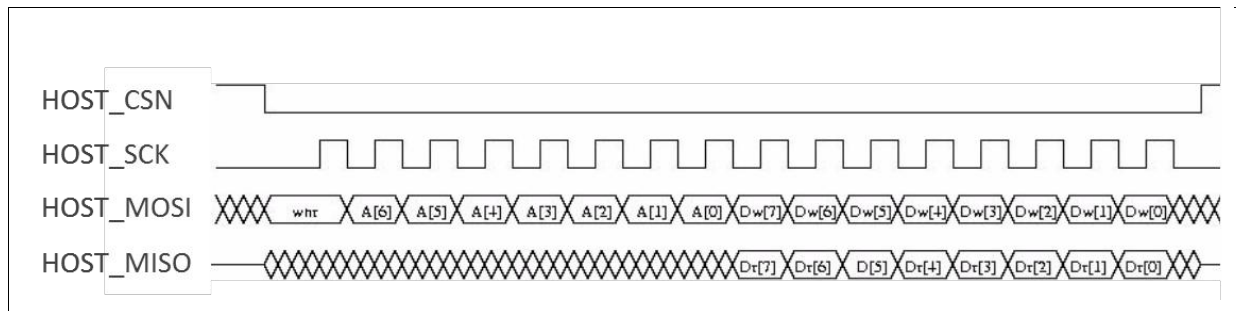 HOST_CSN
HOST_SCK
HOST_MOSI whr A[6] A[5] A[4] A[3] A[2] A[1] A[0] Dw[7] Dw[6] Dw[5] Dw[4] Dw[3] Dw[2] Dw[1] Dw[0]
HOST_MISO Dr[7] Dr[6] D[5] Dr[4] Dr[3] Dr[2] Dr[1] Dr[0]